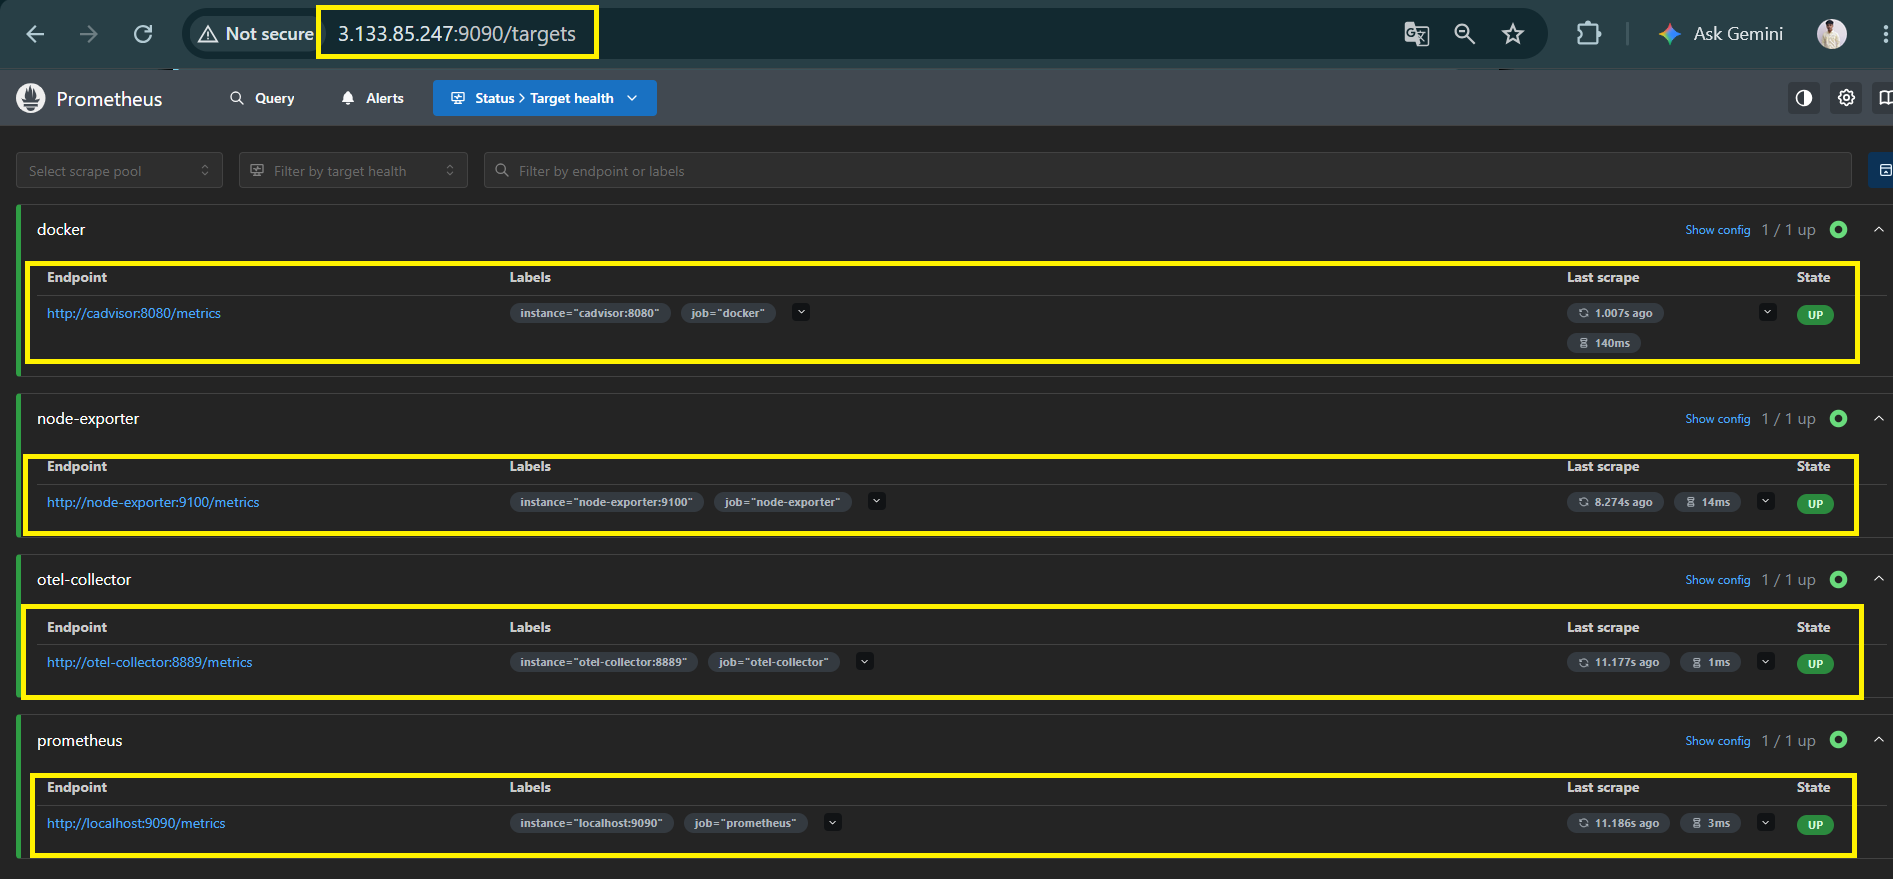 Not secure 3.133.85.247:9090/targets Ask Gemini
Prometheus Query Alerts Status > Target health
Select scrape pool Filter by target health Filter by endpoint or labels
docker Show config 1 / 1 up
Endpoint Labels Last scrape State
http://cadvisor:8080/metrics instance="cadvisor:8080" job="docker" 1.007s ago UP
140ms
node-exporter Show config 1 / 1 up
Endpoint Labels Last scrape State
http://node-exporter:9100/metrics instance="node-exporter:9100" job="node-exporter" 8.274s ago 14ms UP
otel-collector Show config 1 / 1 up
Endpoint Labels Last scrape State
http://otel-collector:8889/metrics instance="otel-collector:8889" job="otel-collector" 11.177s ago 1ms UP
prometheus Show config 1 / 1 up
Endpoint Labels Last scrape State
http://localhost:9090/metrics instance="localhost:9090" job="prometheus" 11.186s ago 3ms UP